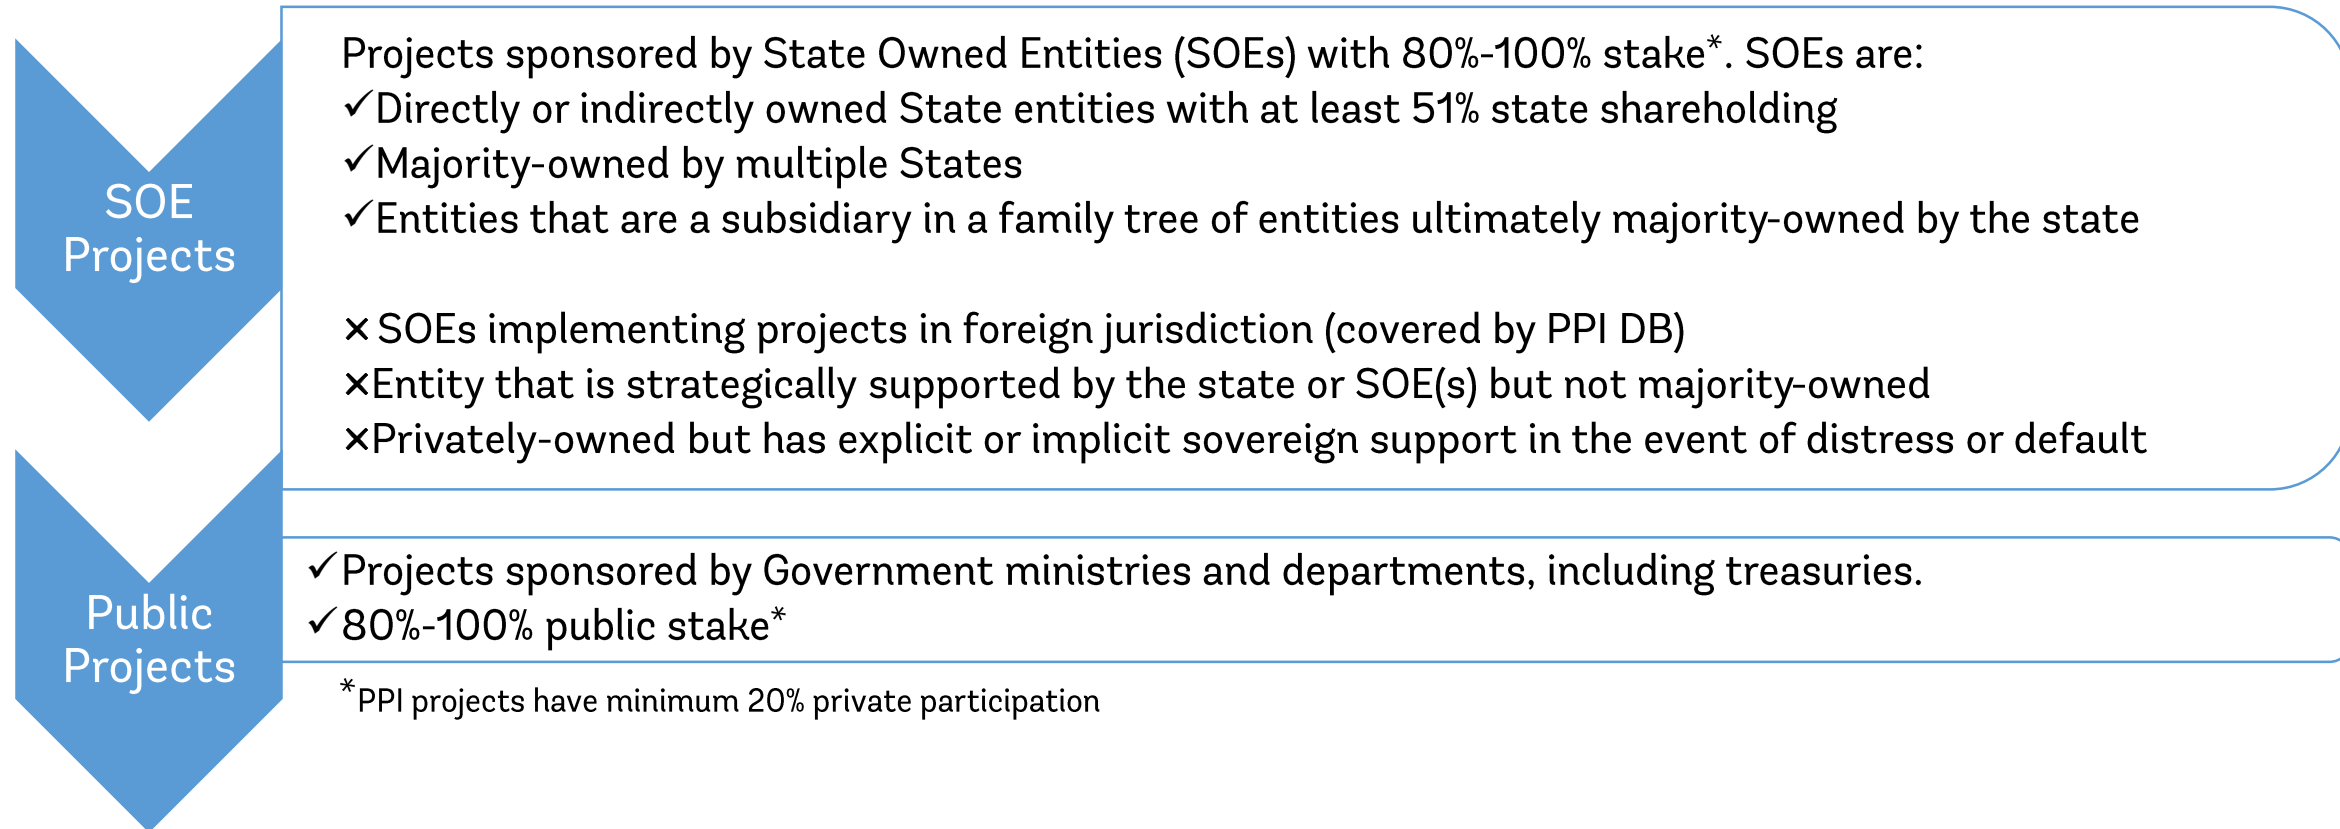 SOE
Projects
Projects sponsored by State Owned Entities (SOEs) with 80%-100% stake*. SOEs are:
✓Directly or indirectly owned State entities with at least 51% state shareholding
✓Majority-owned by multiple States
✓Entities that are a subsidiary in a family tree of entities ultimately majority-owned by the state
✕ SOEs implementing projects in foreign jurisdiction (covered by PPI DB)
✕Entity that is strategically supported by the state or SOE(s) but not majority-owned
✕Privately-owned but has explicit or implicit sovereign support in the event of distress or default
Public
Projects
✓Projects sponsored by Government ministries and departments, including treasuries.
✓80%-100% public stake*
*PPI projects have minimum 20% private participation